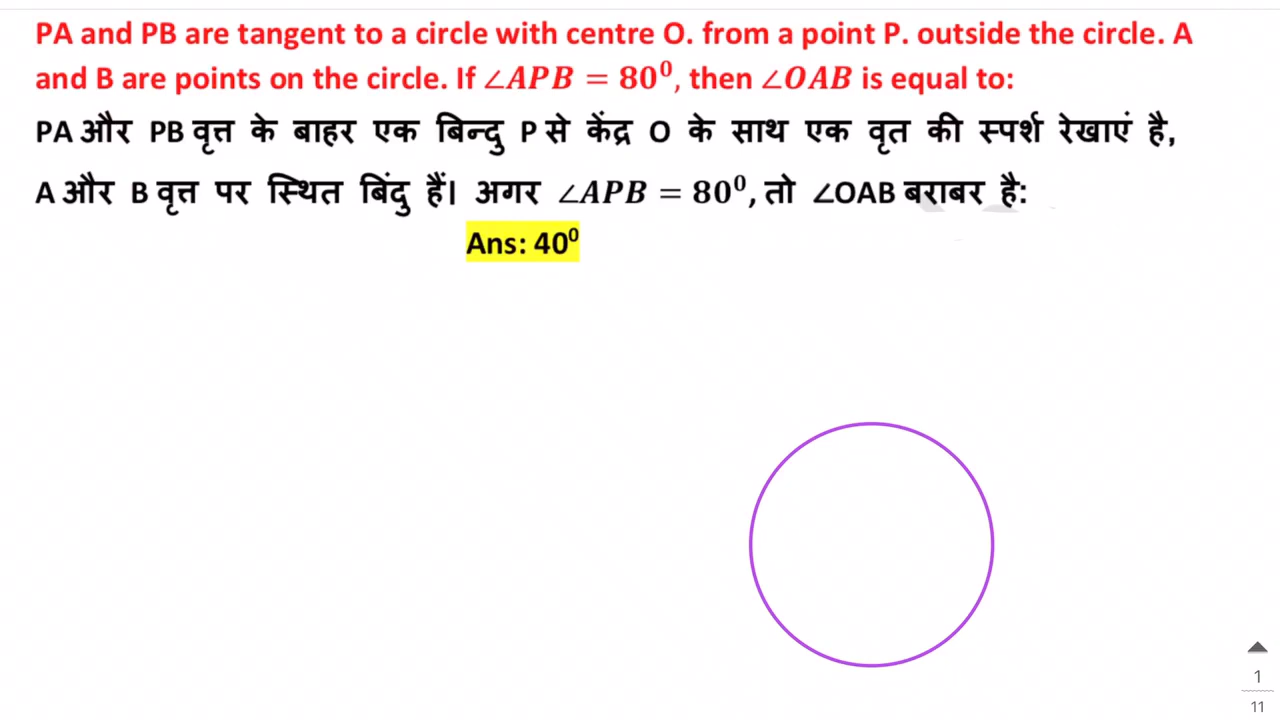 PA and PB are tangent to a circle with centre O. from a point P. outside the circle. A
and B are points on the circle. If ∠APB = 80⁰, then ∠OAB is equal to:
PA और PB वृत्त के बाहर एक बिन्दु P से केंद्र O के साथ एक वृत की स्पर्श रेखाएं है,
A और B वृत्त पर स्थित बिंदु हैं। अगर ∠APB = 80⁰, तो ∠OAB बराबर है:
Ans: 40⁰
1
11